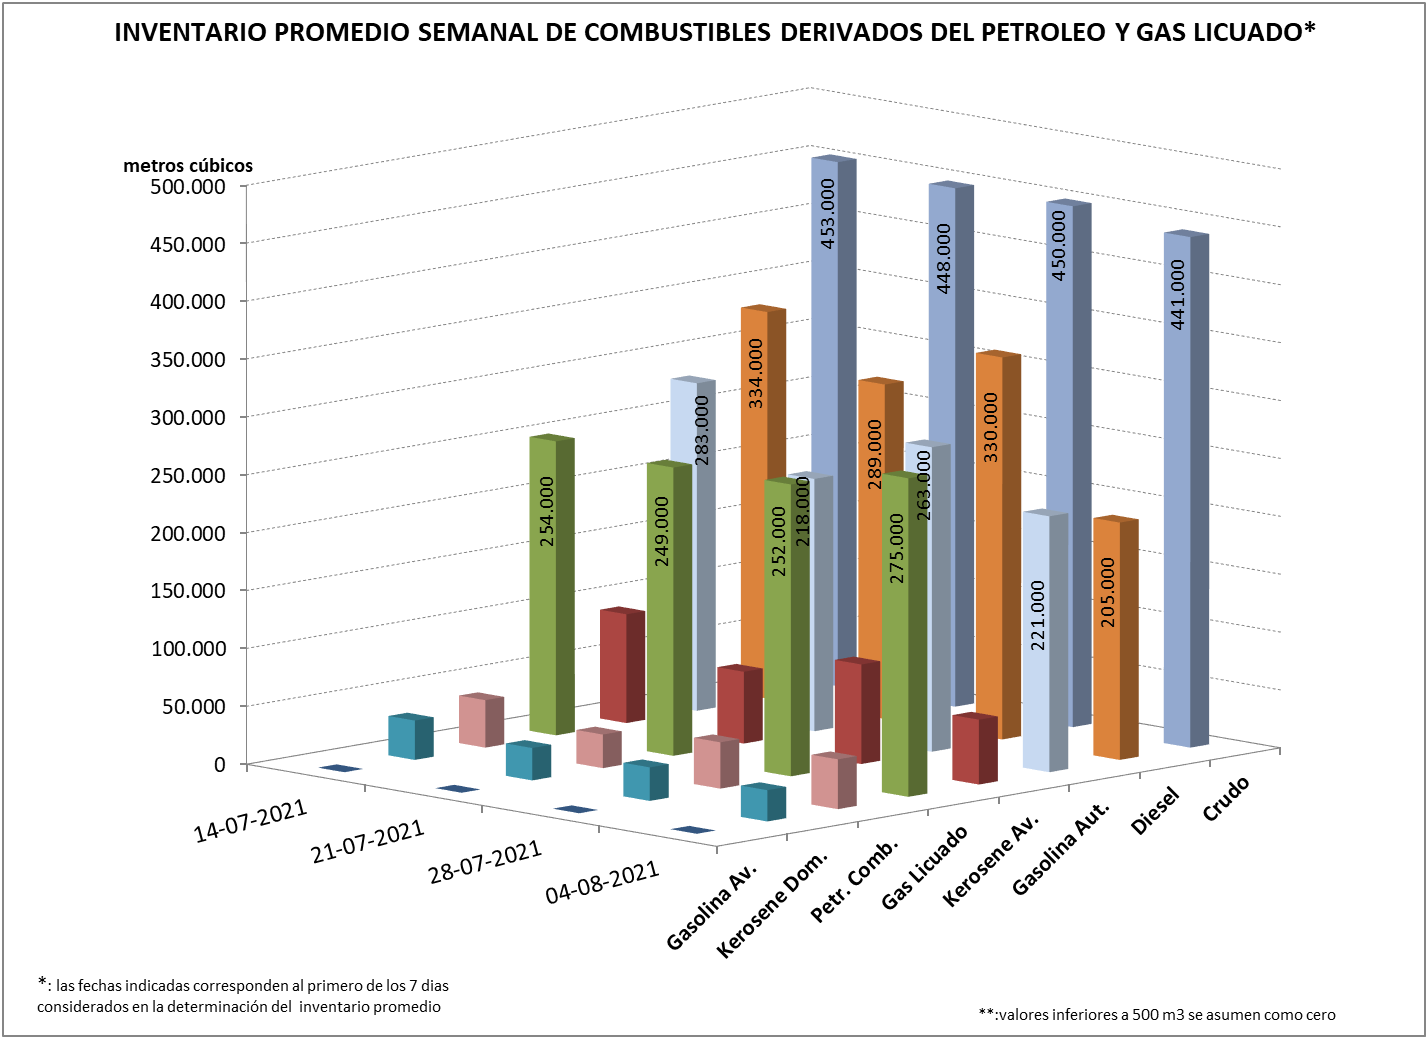 INVENTARIO PROMEDIO SEMANAL DE COMBUSTIBLES DERIVADOS DEL PETROLEO Y GAS LICUADO*
metros cúbicos
500.000
450.000
400.000
350.000
300.000
250.000
200.000
150.000
100.000
50.000
0
453.000
448.000
450.000
441.000
334.000
289.000
330.000
205.000
283.000
218.000
263.000
221.000
254.000
249.000
252.000
275.000
14-07-2021
21-07-2021
28-07-2021
04-08-2021
Gasolina Av.
Kerosene Dom.
Petr. Comb.
Gas Licuado
Kerosene Av.
Gasolina Aut.
Diesel
Crudo
*: las fechas indicadas corresponden al primero de los 7 dias
considerados en la determinación del inventario promedio
**:valores inferiores a 500 m3 se asumen como cero